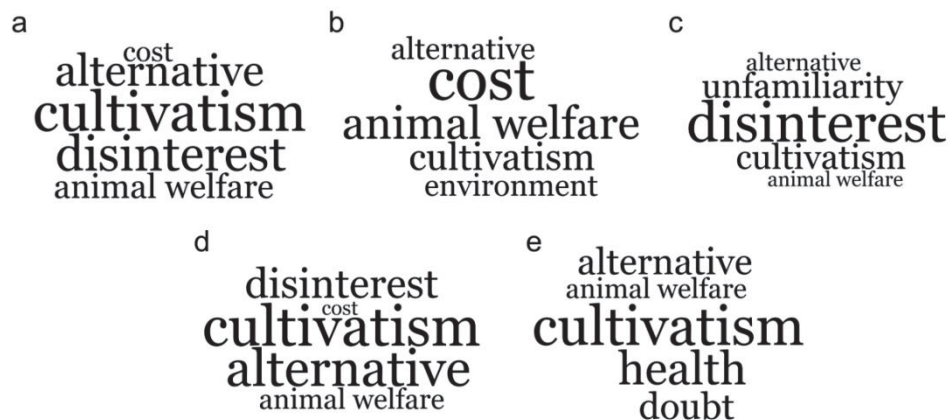 a
cost
alternative
cultivatism
disinterest
animal welfare
b
alternative
cost
animal welfare
cultivatism
environment
c
alternative
unfamiliarity
disinterest
cultivatism
animal welfare
d
disinterest
cost
cultivatism
alternative
animal welfare
e
alternative
animal welfare
cultivatism
health
doubt